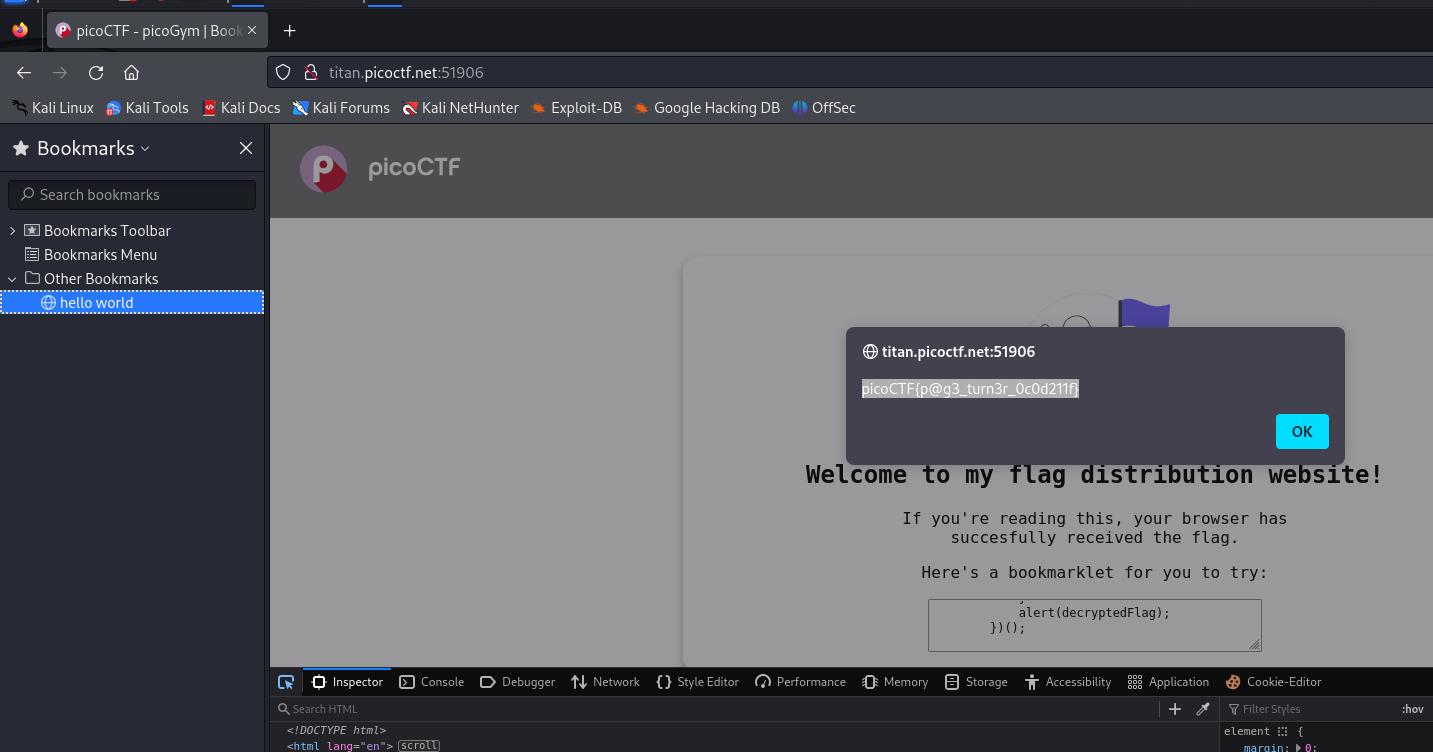 picoCTF - picoGym | Book
titan.picoctf.net:51906
Kali Linux Kali Tools Kali Docs Kali Forums Kali NetHunter Exploit-DB Google Hacking DB OffSec
Bookmarks
Search bookmarks
Bookmarks Toolbar
Bookmarks Menu
Other Bookmarks
hello world
picoCTF
titan.picoctf.net:51906
picoCTF{p@g3_turn3r_0c0d211f}
OK
Welcome to my flag distribution website!
If you're reading this, your browser has
succesfully received the flag.
Here's a bookmarklet for you to try:
alert(decryptedFlag);
})();
Inspector Console Debugger Network Style Editor Performance Memory Storage Accessibility Application Cookie-Editor
Search HTML
Filter Styles :hov
<!DOCTYPE html>
<html lang="en"> scroll
element {
margin: 0;